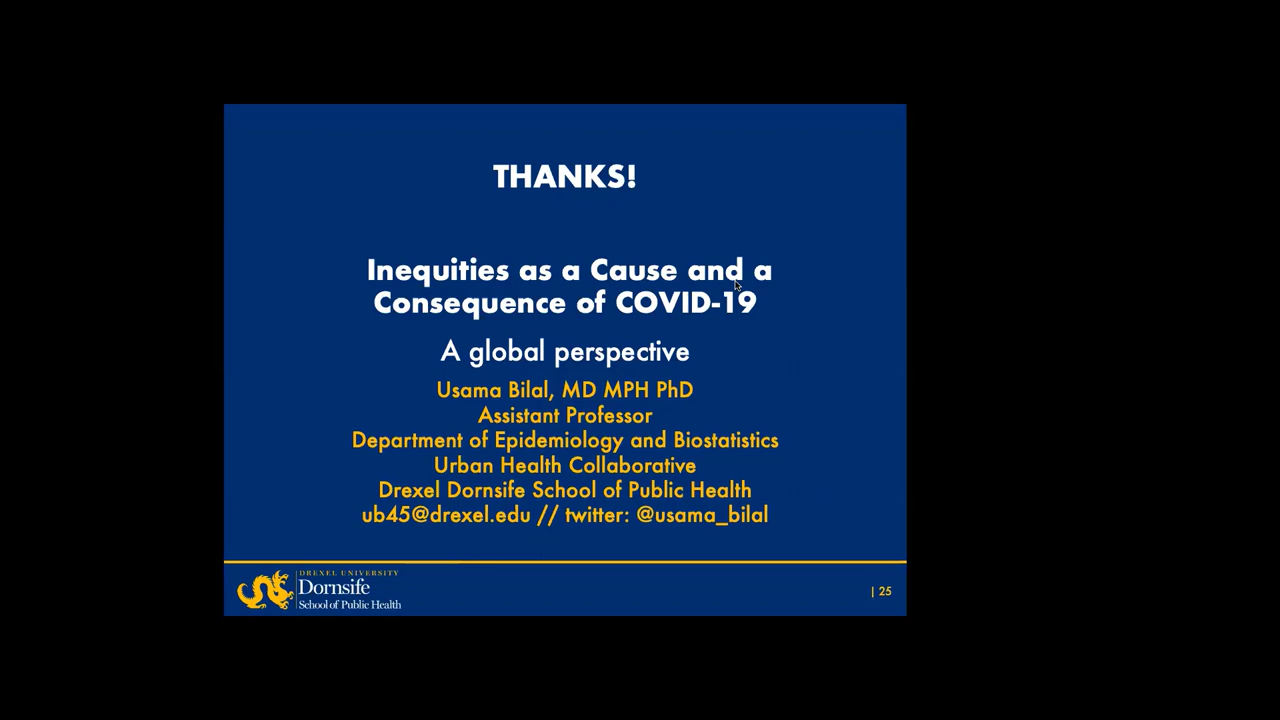 THANKS!
Inequities as a Cause and a
Consequence of COVID-19
A global perspective
Usama Bilal, MD MPH PhD
Assistant Professor
Department of Epidemiology and Biostatistics
Urban Health Collaborative
Drexel Dornsife School of Public Health
ub45@drexel.edu // twitter: @usama_bilal
DREXEL UNIVERSITY
Dornsife
School of Public Health
| 25